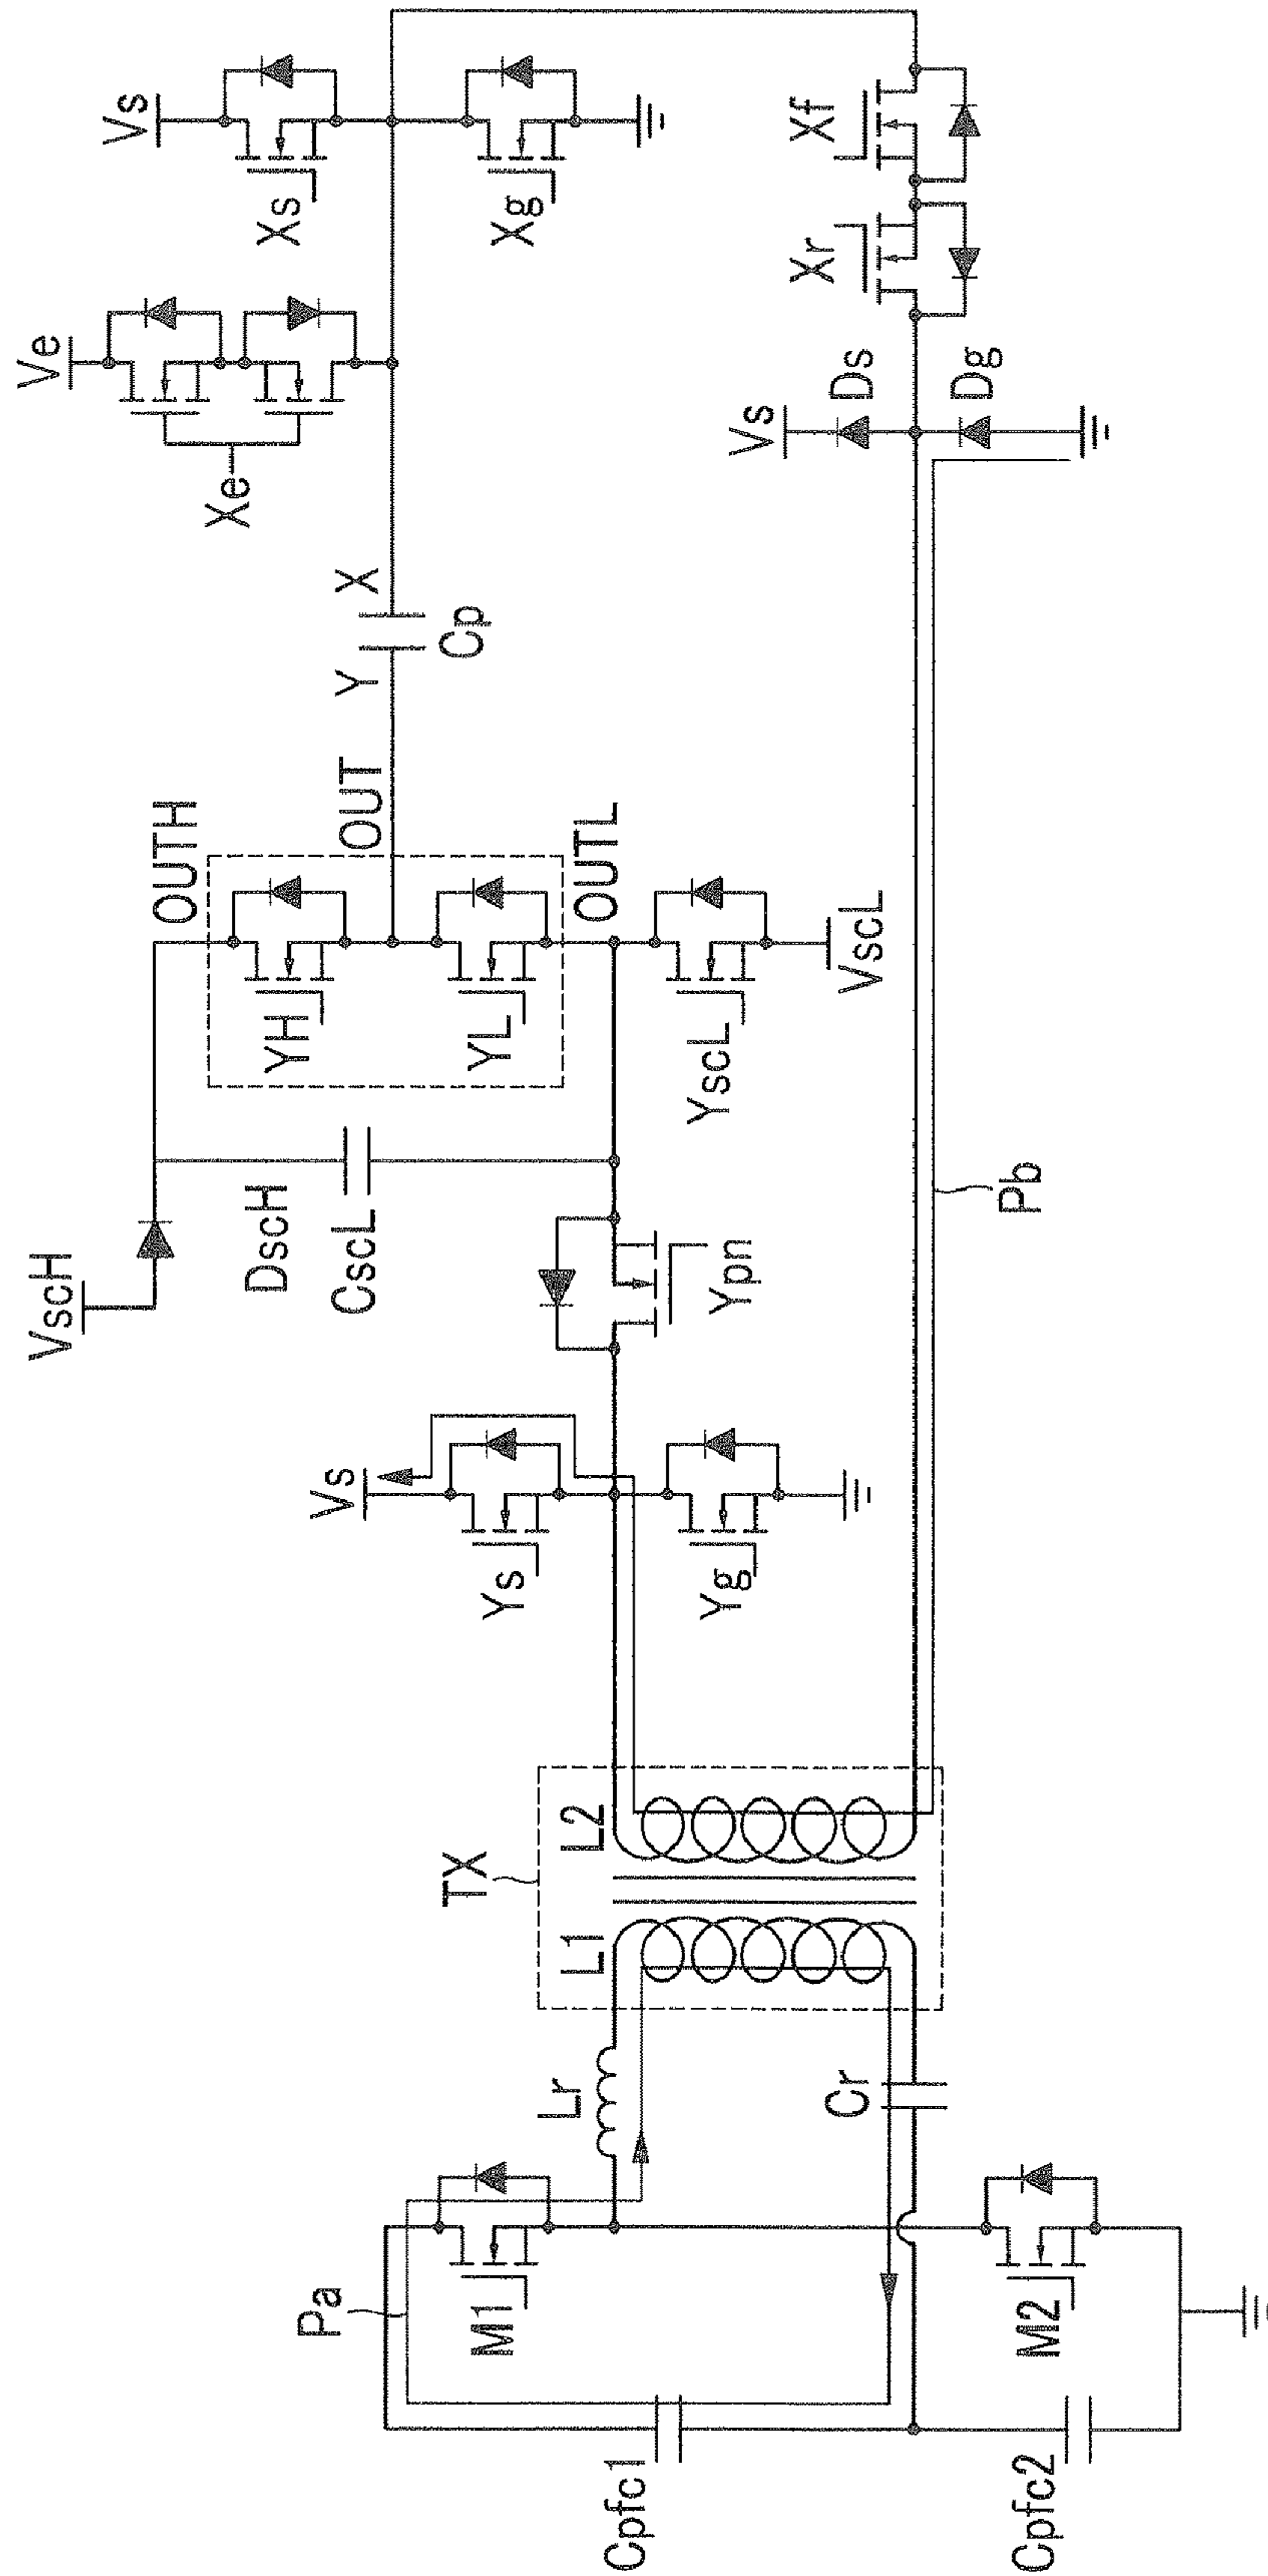 Cpfc1
Cpfc2
Pa
M1
M2
Lr
Cr
TX
L1
L2
Vs
Ys
Yg
VscH
DscH
CscL
Ypn
OUTH
YH
YL
OUT
OUTL
YscL
VscL
Pb
Y
X
Cp
Ve
Xe
Vs
Xs
Xg
Vs
Ds
Dg
Xr
Xf